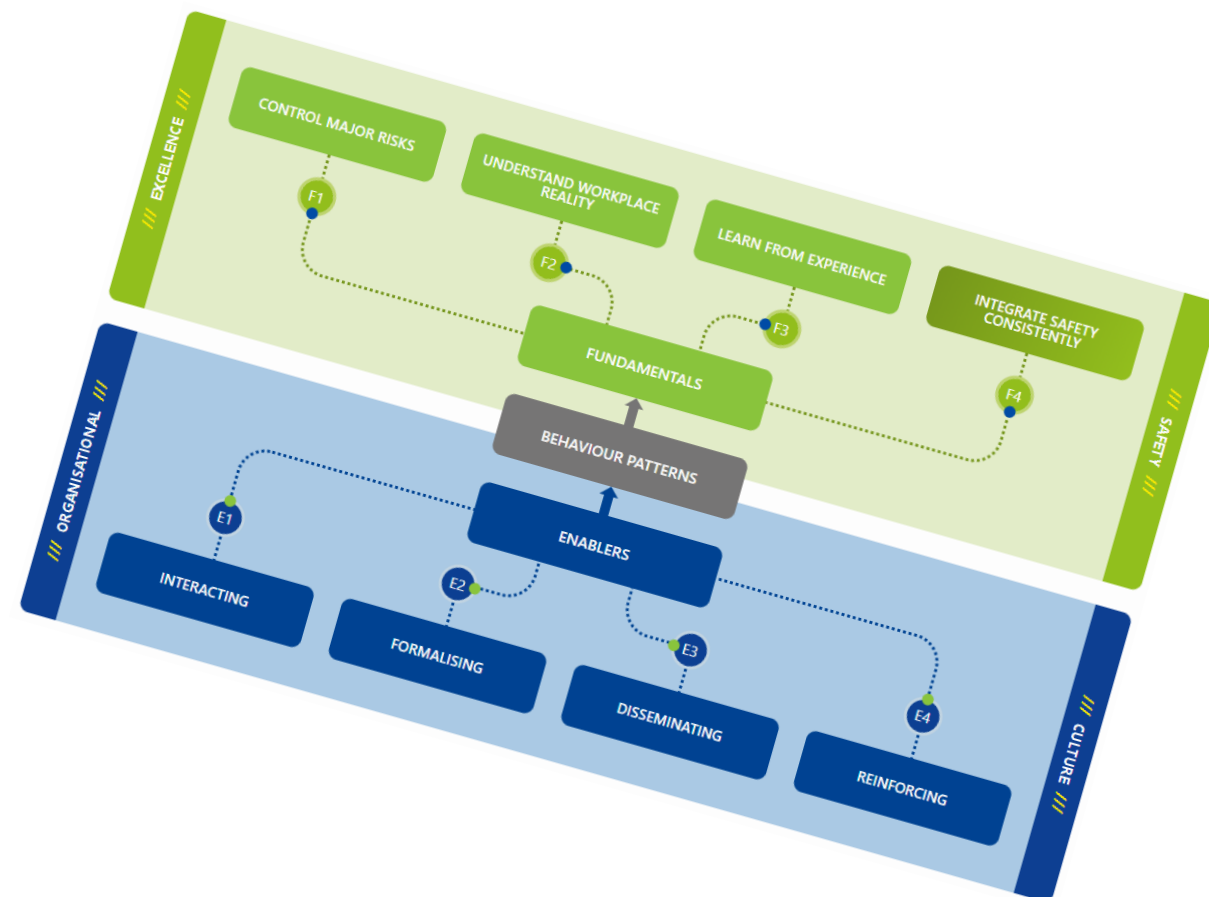 /// EXCELLENCE ///
CONTROL MAJOR RISKS
F1
UNDERSTAND WORKPLACE
REALITY
F2
LEARN FROM EXPERIENCE
F3
INTEGRATE SAFETY
CONSISTENTLY
F4
/// SAFETY ///
FUNDAMENTALS
BEHAVIOUR PATTERNS
ENABLERS
/// ORGANISATIONAL ///
E1
INTERACTING
E2
FORMALISING
E3
DISSEMINATING
E4
REINFORCING
/// CULTURE ///